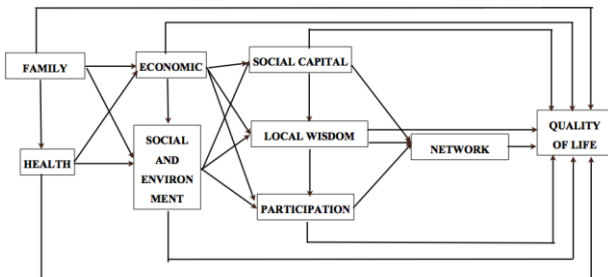 FAMILY
ECONOMIC
SOCIAL CAPITAL
HEALTH
SOCIAL
AND
ENVIRON
MENT
LOCAL WISDOM
PARTICIPATION
NETWORK
QUALITY
OF LIFE